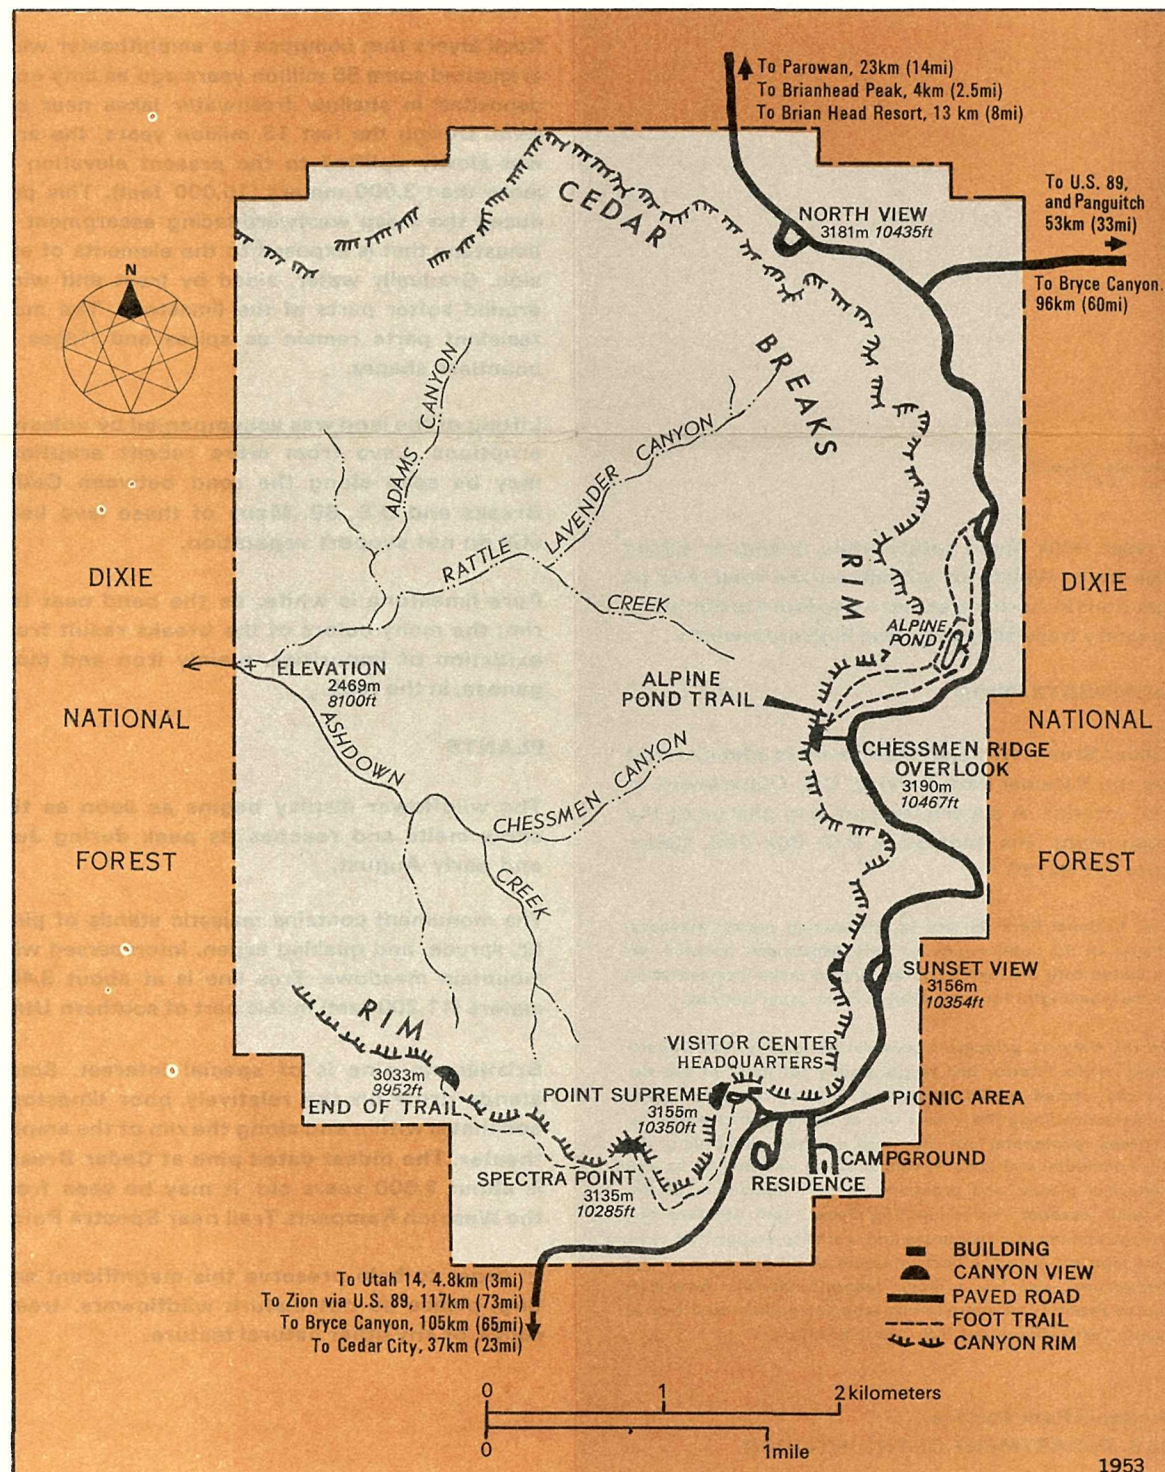 To Parowan, 23km (14mi)
To Brianhead Peak, 4km (2.5mi)
To Brian Head Resort, 13 km (8mi)
To U.S. 89,
and Panguitch
53km (33mi)
NORTH VIEW
3181m 10435ft
To Bryce Canyon.
96km (60mi)
CEDAR
BREAKS
RIM
N
ADAMS CANYON
LAVENDER CANYON
RATTLE
CREEK
DIXIE
DIXIE
ALPINE
POND
ELEVATION
2469m
8100ft
ALPINE
POND TRAIL
NATIONAL
NATIONAL
ASHDOWN
CREEK
CHESSMEN CANYON
CHESSMEN RIDGE
OVERLOOK
3190m
10467ft
FOREST
FOREST
SUNSET VIEW
3156m
10354ft
RIM
VISITOR CENTER
HEADQUARTERS
3033m
9952ft
END OF TRAIL
POINT SUPREME
3155m
10350ft
PICNIC AREA
CAMPGROUND
RESIDENCE
SPECTRA POINT
3135m
10285ft
To Utah 14, 4.8km (3mi)
To Zion via U.S. 89, 117km (73mi)
To Bryce Canyon, 105km (65mi)
To Cedar City, 37km (23mi)
BUILDING
CANYON VIEW
PAVED ROAD
FOOT TRAIL
CANYON RIM
0 1 2 kilometers
0 1 mile
1953